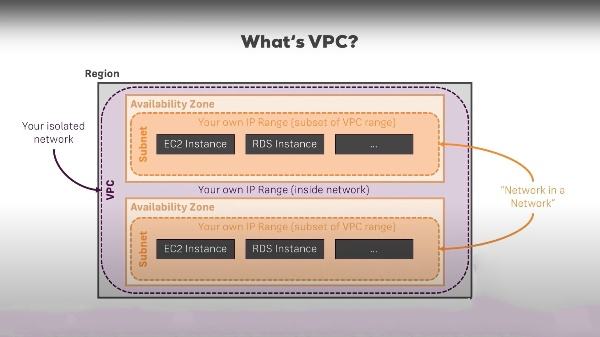 What's VPC?
Region
Availability Zone
Your own IP Range (subset of VPC range)
Subnet
EC2 Instance
RDS Instance
...
Your isolated
network
VPC
Your own IP Range (inside network)
"Network in a
Network"
Availability Zone
Your own IP Range (subset of VPC range)
Subnet
EC2 Instance
RDS Instance
...